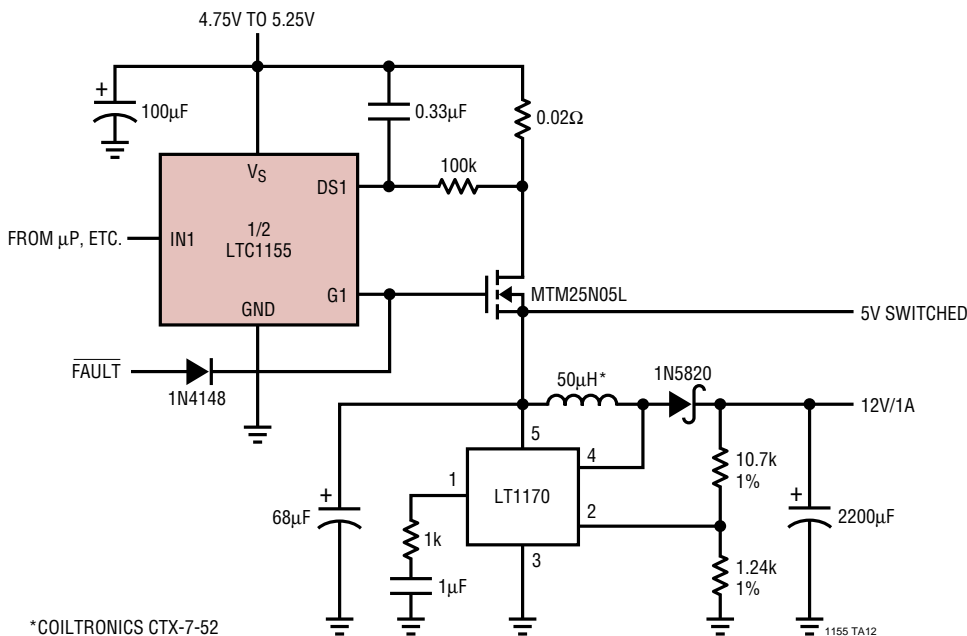 4.75V TO 5.25V
+
100µF
0.33µF
0.02Ω
100k
VS
DS1
1/2
LTC1155
FROM µP, ETC.
IN1
G1
GND
MTM25N05L
5V SWITCHED
FAULT
1N4148
50µH*
1N5820
12V/1A
5
4
10.7k
1%
1
LT1170
+
68µF
2
+
2200µF
1k
3
1.24k
1%
1µF
*COILTRONICS CTX-7-52
1155 TA12